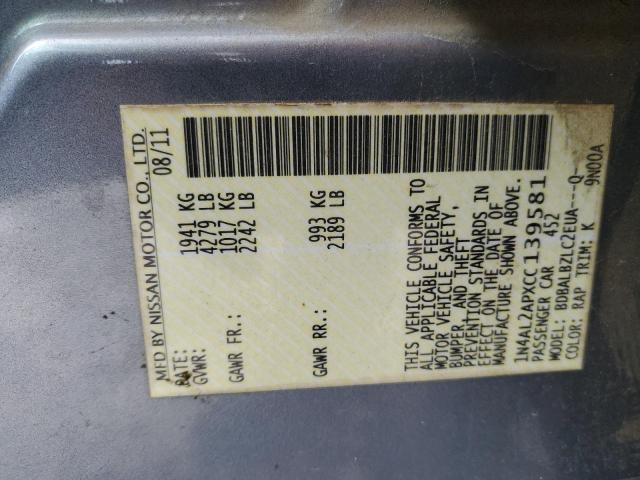 MFD BY NISSAN MOTOR CO., LTD.
DATE: 08/11
GVWR: 1941 KG
4279 LB
GAWR FR.: 1017 KG
2242 LB
GAWR RR.: 993 KG
2189 LB
THIS VEHICLE CONFORMS TO
ALL APPLICABLE FEDERAL
MOTOR VEHICLE SAFETY,
BUMPER, AND THEFT
PREVENTION STANDARDS IN
EFFECT ON THE DATE OF
MANUFACTURE SHOWN ABOVE.
1N4AL2APXCC139581
PASSENGER CAR 452
MODEL: BDBALBZLC2EUA---Q
COLOR: RAP TRIM: K 9N00A